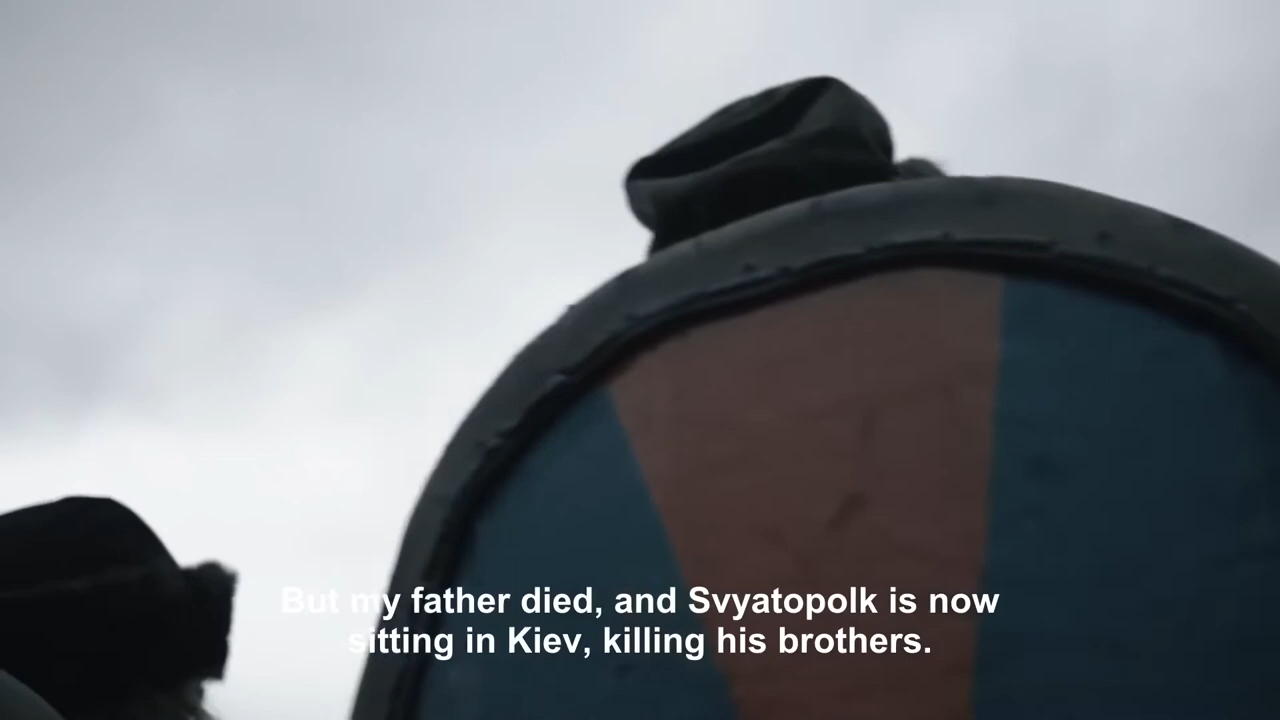 But my father died, and Svyatopolk is now
sitting in Kiev, killing his brothers.